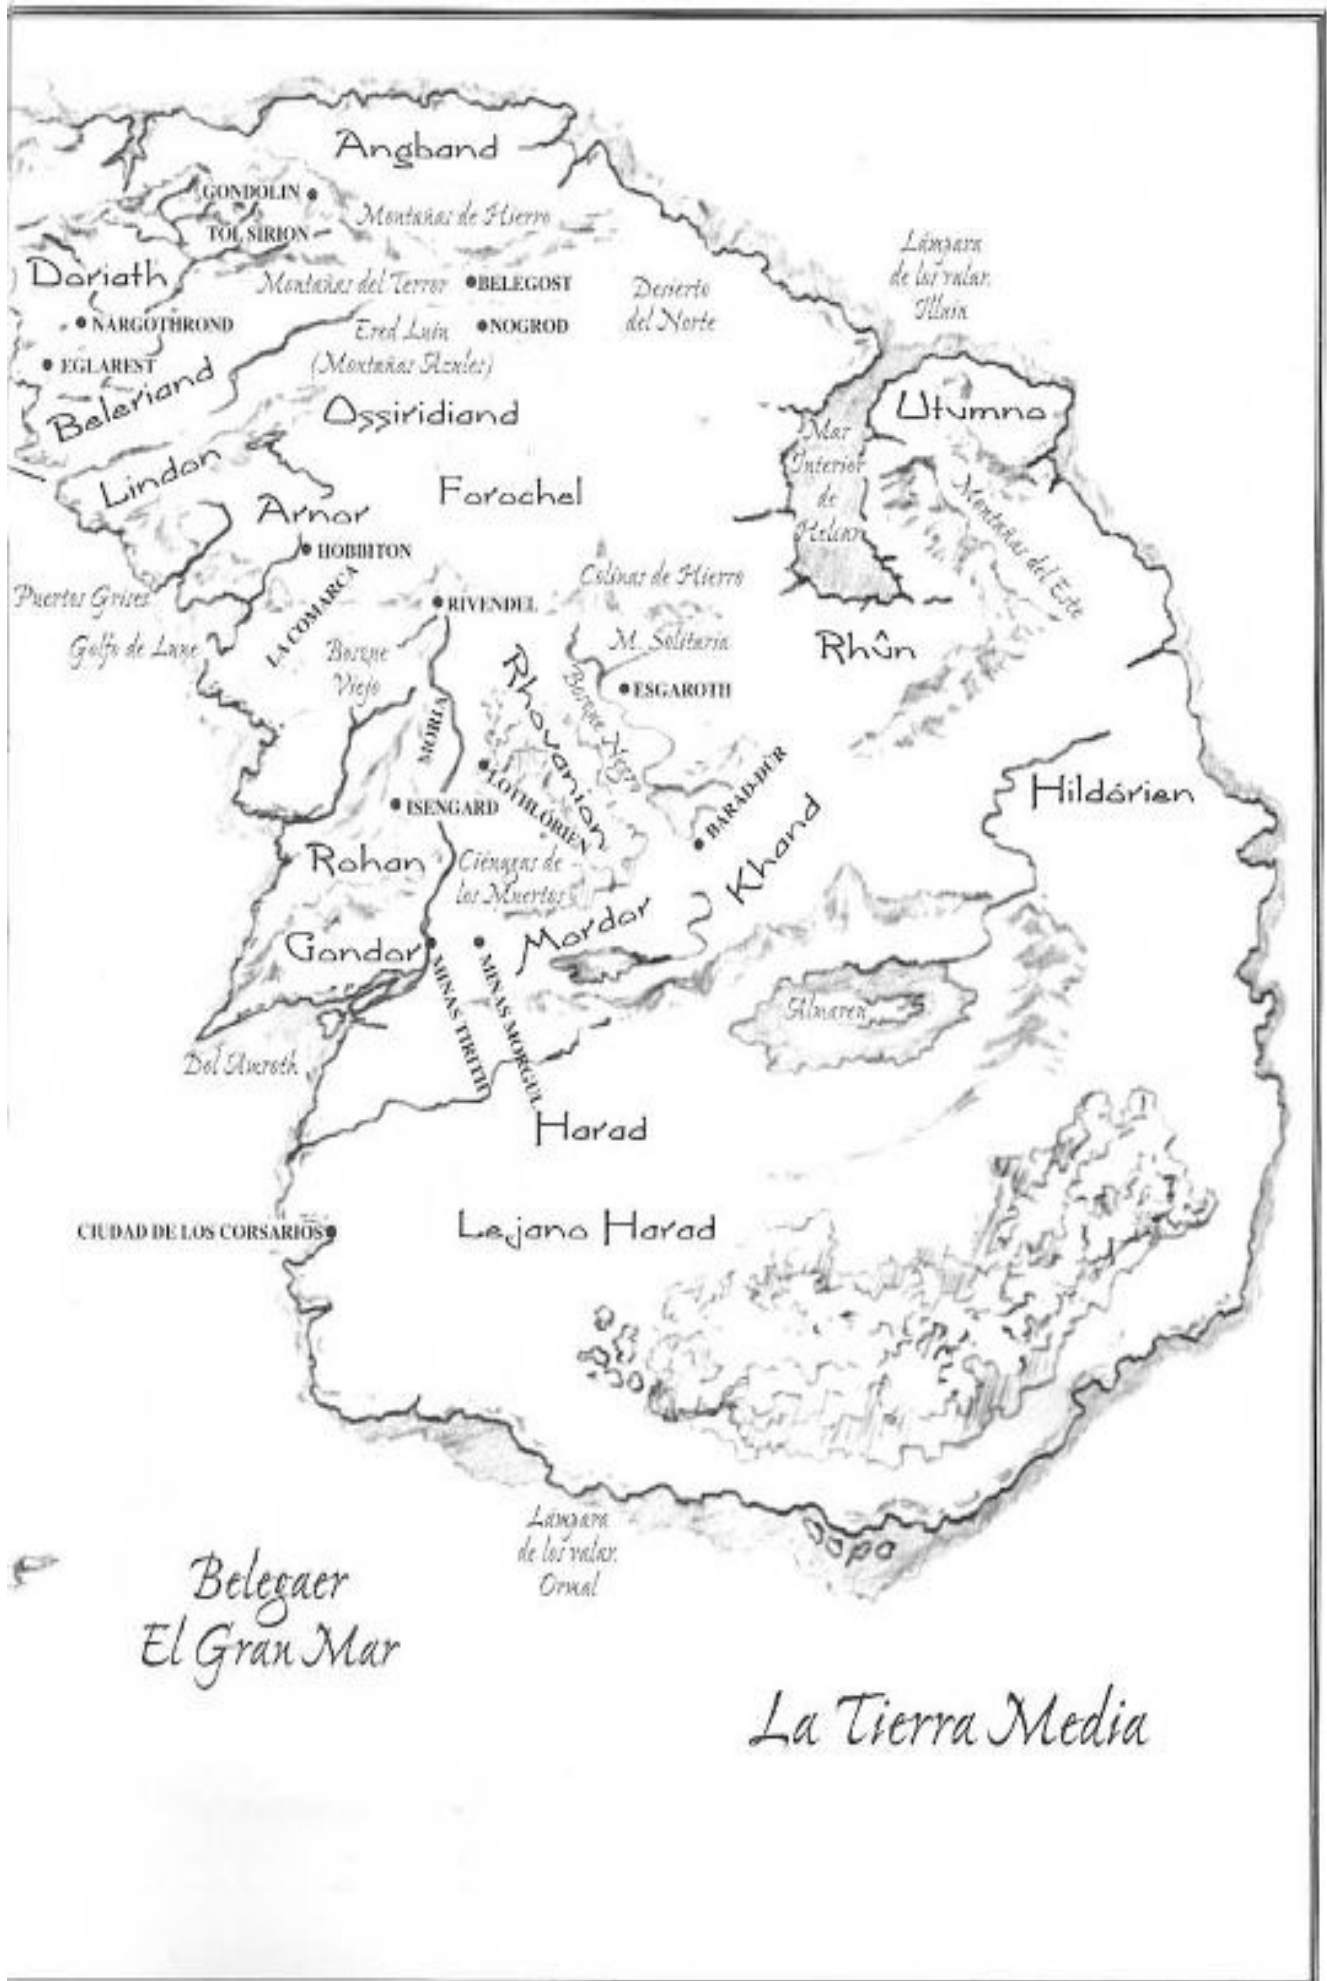 Angband
GONDOLIN
Montañas de Hierro
TOL SIRION
Lámpara
de los valar.
Illuin
Doriath
Montañas del Terror
BELEGOST
Desierto
del Norte
NARGOTHROND
Ered Luin
(Montañas Azules)
NOGROD
EGLAREST
Beleriand
Ossiridiand
Utumno
Mar
Interior
de
Helcar
Lindon
Forochel
Arnor
Montañas del Este
HOBBITON
Colinas de Hierro
Puertos Grises
LA COMARCA
RIVENDEL
Golfo de Lune
Bosque
Viejo
M. Solitaria
Rhûn
Rhovanion
Bosque Negro
ESGAROTH
MORIA
LOTHLÓRIEN
BARAD-DÛR
Hildórien
ISENGARD
Khand
Rohan
Ciénagas de
los Muertos
Mordor
Gondor
MINAS TIRITH
MINAS MORGUL
Almaren
Dol Amroth
Harad
CIUDAD DE LOS CORSARIOS
Lejano Harad
Lámpara
de los valar.
Ormal
Belegaer
El Gran Mar
La Tierra Media